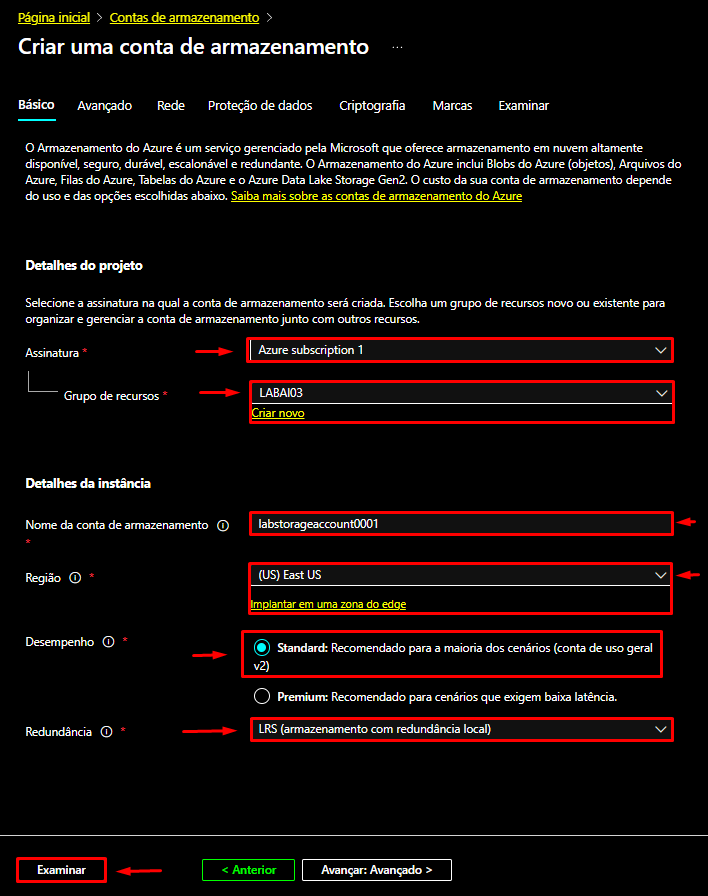 Página inicial > Contas de armazenamento >
Criar uma conta de armazenamento ...
Básico Avançado Rede Proteção de dados Criptografia Marcas Examinar
O Armazenamento do Azure é um serviço gerenciado pela Microsoft que oferece armazenamento em nuvem altamente
disponível, seguro, durável, escalonável e redundante. O Armazenamento do Azure inclui Blobs do Azure (objetos), Arquivos do
Azure, Filas do Azure, Tabelas do Azure e o Azure Data Lake Storage Gen2. O custo da sua conta de armazenamento depende
do uso e das opções escolhidas abaixo. Saiba mais sobre as contas de armazenamento do Azure
Detalhes do projeto
Selecione a assinatura na qual a conta de armazenamento será criada. Escolha um grupo de recursos novo ou existente para
organizar e gerenciar a conta de armazenamento junto com outros recursos.
Assinatura * Azure subscription 1
Grupo de recursos * LABAI03
Criar novo
Detalhes da instância
Nome da conta de armazenamento * labstorageaccount0001
Região * (US) East US
Implantar em uma zona do edge
Desempenho * Standard: Recomendado para a maioria dos cenários (conta de uso geral
v2)
Premium: Recomendado para cenários que exigem baixa latência.
Redundância * LRS (armazenamento com redundância local)
Examinar < Anterior Avançar: Avançado >